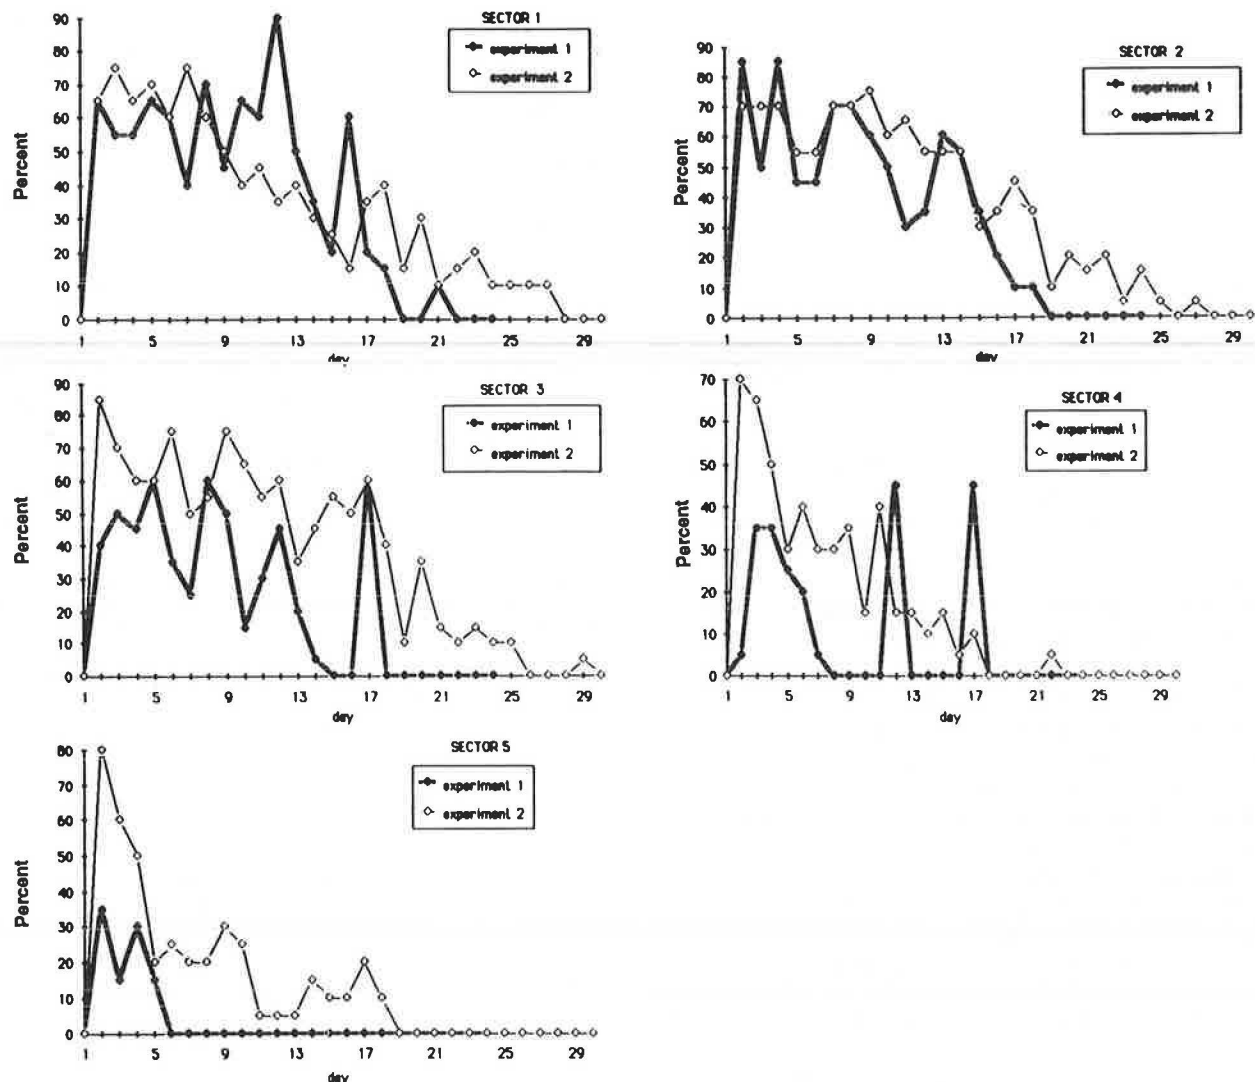 SECTOR 1
experiment 1
experiment 2
Percent
90
80
70
60
50
40
30
20
10
0
1 5 9 13 17 21 25 29
day
SECTOR 2
experiment 1
experiment 2
Percent
90
80
70
60
50
40
30
20
10
0
1 5 9 13 17 21 25 29
day
SECTOR 3
experiment 1
experiment 2
Percent
90
80
70
60
50
40
30
20
10
0
1 5 9 13 17 21 25 29
day
SECTOR 4
experiment 1
experiment 2
Percent
70
60
50
40
30
20
10
0
1 5 9 13 17 21 25 29
day
SECTOR 5
experiment 1
experiment 2
Percent
80
70
60
50
40
30
20
10
0
1 5 9 13 17 21 25 29
day